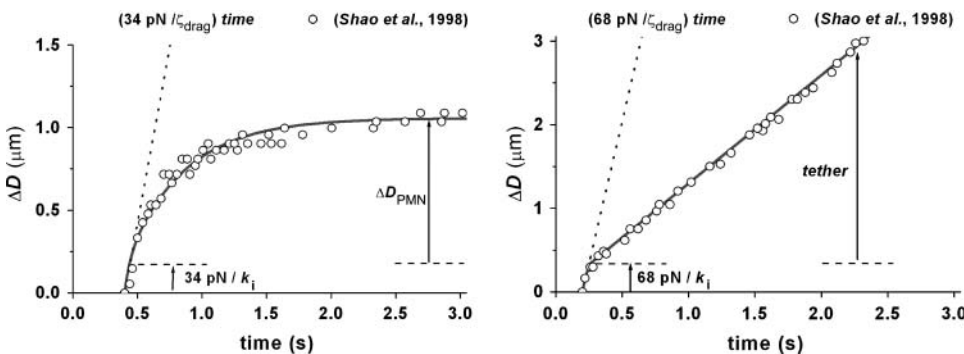 (34 pN /ζdrag) time
(Shao et al., 1998)
1.5
1.0
0.5
0.0
ΔD (μm)
ΔDPMN
34 pN / ki
0.0 0.5 1.0 1.5 2.0 2.5 3.0
time (s)
(68 pN /ζdrag) time
(Shao et al., 1998)
3
2
1
0
ΔD (μm)
tether
68 pN / ki
0.0 0.5 1.0 1.5 2.0 2.5 3.0
time (s)